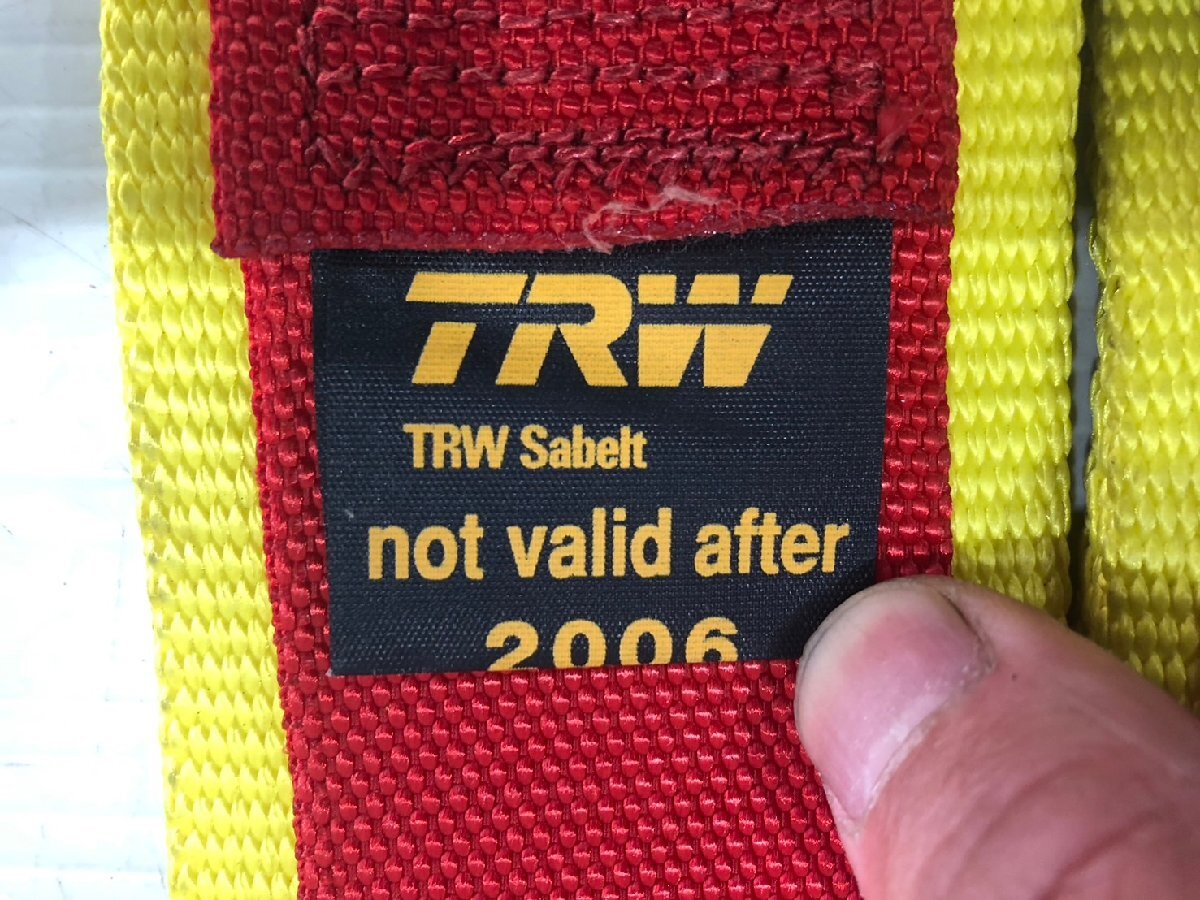 TRW
TRW Sabelt
not valid after
2006